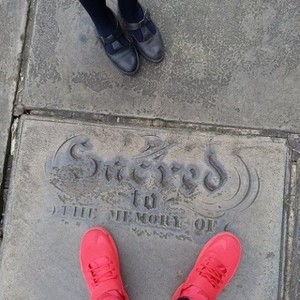 Sacred
to
THE MEMORY OF